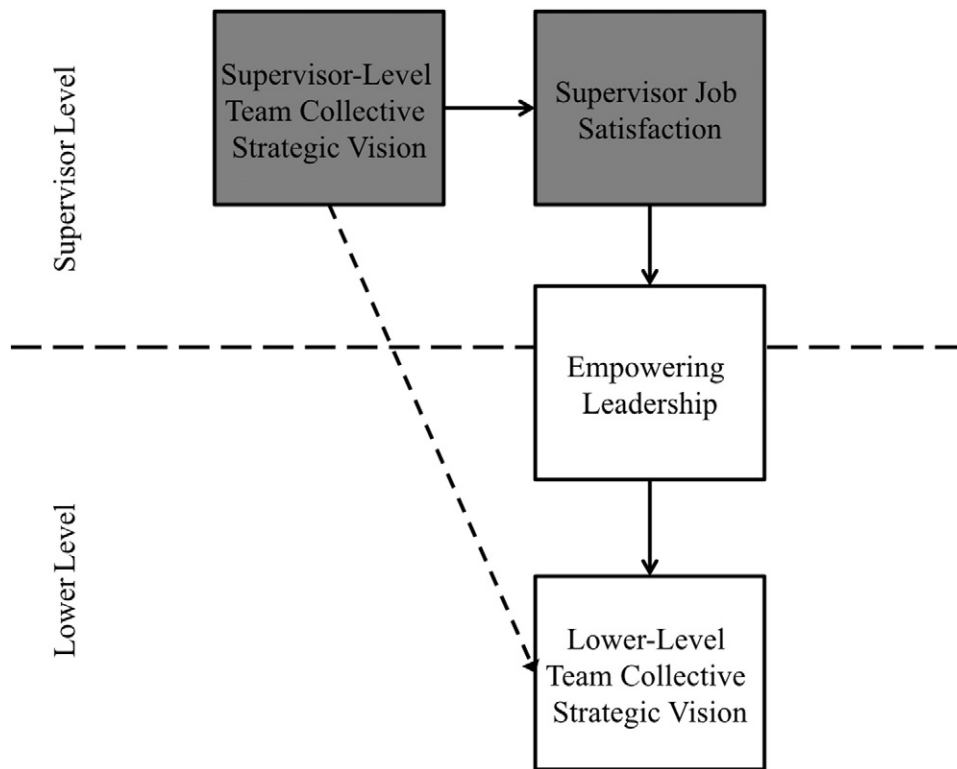 Supervisor Level
Supervisor-Level
Team Collective
Strategic Vision
Supervisor Job
Satisfaction
Empowering
Leadership
Lower Level
Lower-Level
Team Collective
Strategic Vision